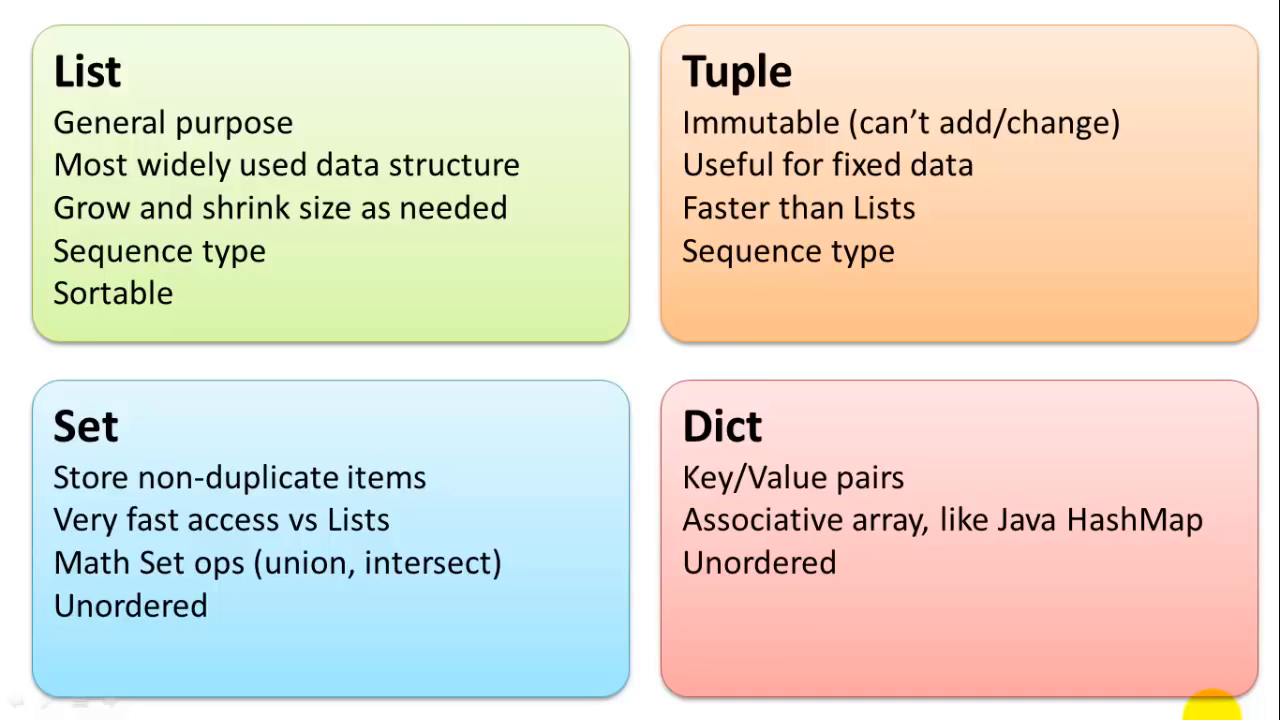 List
General purpose
Most widely used data structure
Grow and shrink size as needed
Sequence type
Sortable
Tuple
Immutable (can’t add/change)
Useful for fixed data
Faster than Lists
Sequence type
Set
Store non-duplicate items
Very fast access vs Lists
Math Set ops (union, intersect)
Unordered
Dict
Key/Value pairs
Associative array, like Java HashMap
Unordered